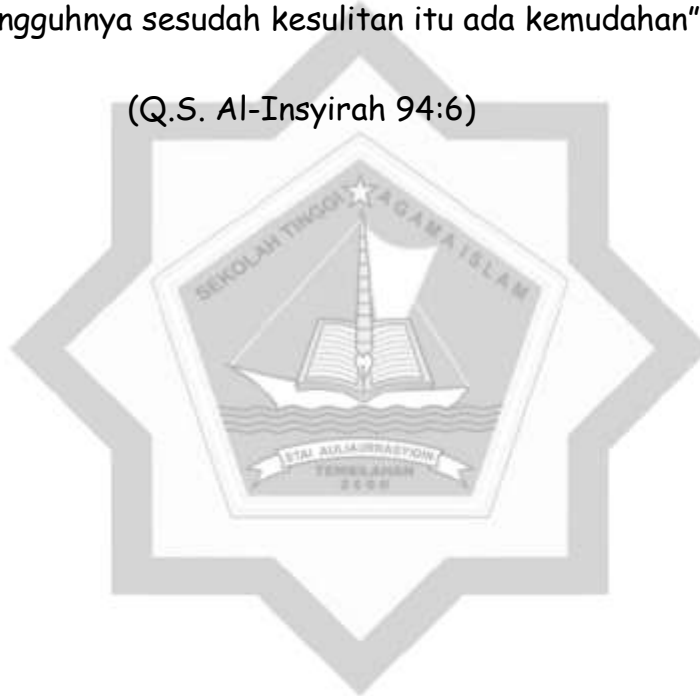 ngguhnya sesudah kesulitan itu ada kemudahan”
(Q.S. Al-Insyirah 94:6)
SEKOLAH TINGGI AGAMA ISLAM
STAI AULIAURRASYIDIN
TEMBILAHAN